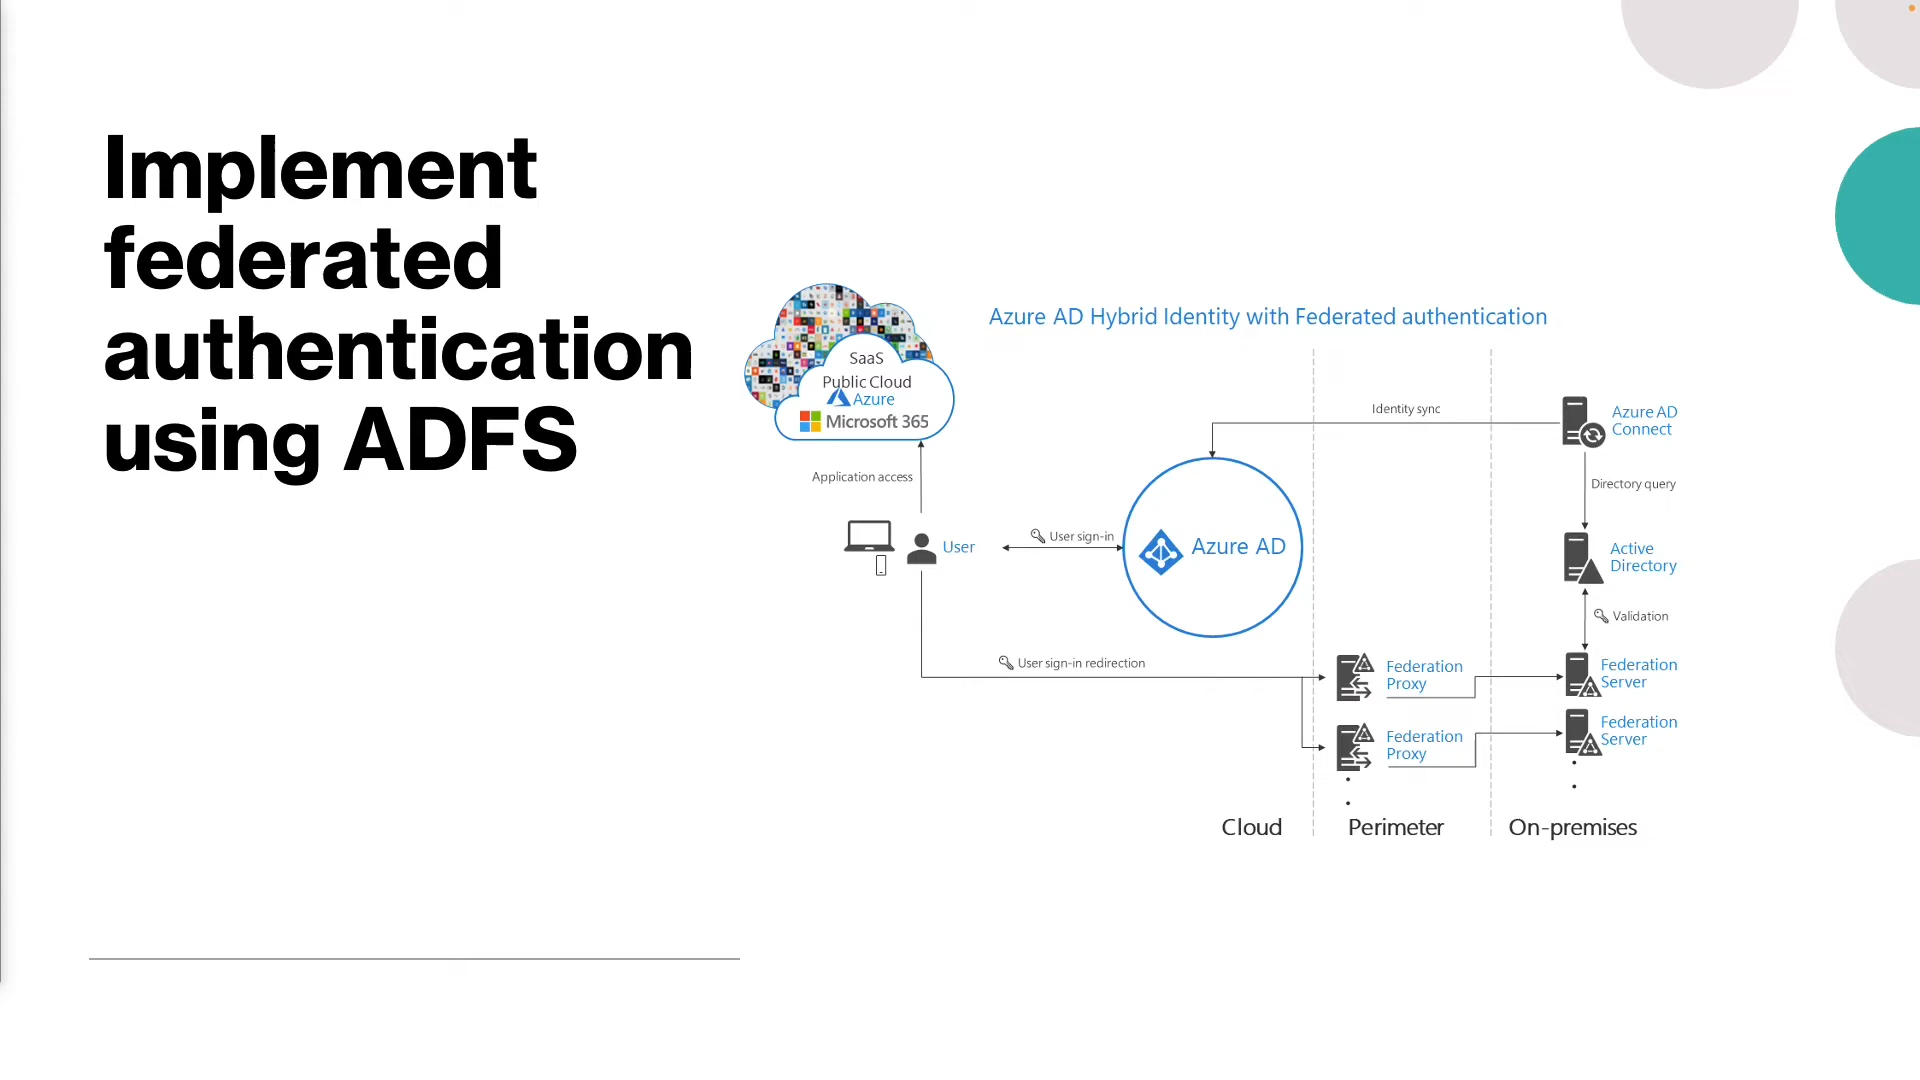 Implement
federated
authentication
using ADFS
Azure AD Hybrid Identity with Federated authentication
SaaS
Public Cloud
Azure
Microsoft 365
Application access
User
User sign-in
Azure AD
Identity sync
Azure AD
Connect
Directory query
Active
Directory
Validation
User sign-in redirection
Federation
Proxy
Federation
Server
Federation
Proxy
Federation
Server
Cloud
Perimeter
On-premises